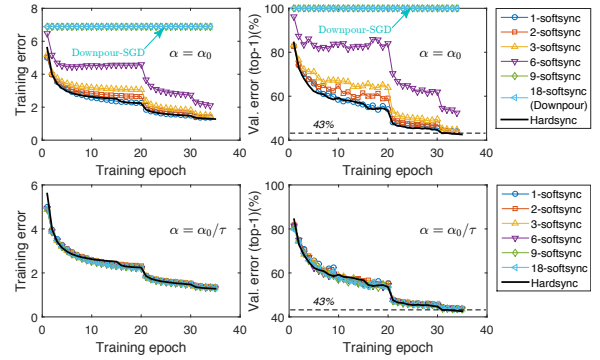 Downpour-SGD
α = α₀
Training error
8
6
4
2
0
0 10 20 30 40
Training epoch
Downpour-SGD
α = α₀
43%
Val. error (top-1)(%)
100
80
60
40
0 10 20 30 40
Training epoch
1-softsync
2-softsync
3-softsync
6-softsync
9-softsync
18-softsync
(Downpour)
Hardsync
α = α₀/τ
Training error
6
4
2
0
0 10 20 30 40
Training epoch
α = α₀/τ
43%
Val. error (top-1)(%)
100
80
60
40
0 10 20 30 40
Training epoch
1-softsync
2-softsync
3-softsync
6-softsync
9-softsync
18-softsync
Hardsync